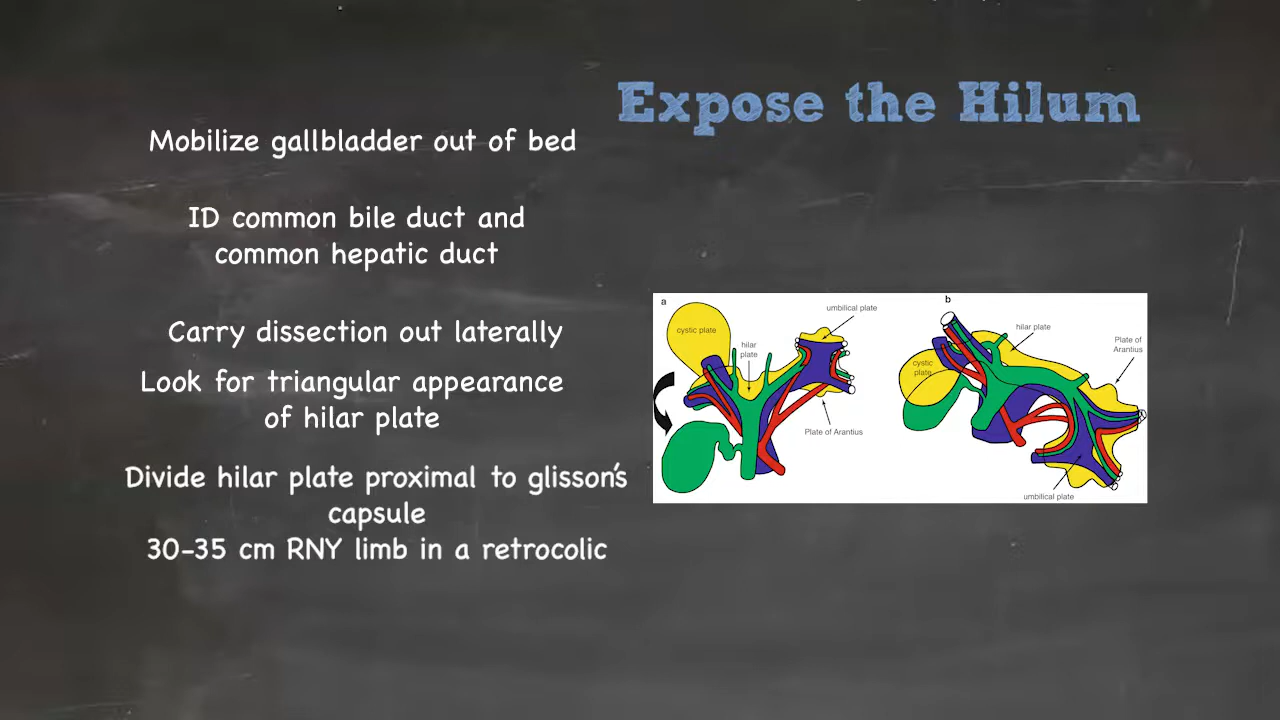 Expose the Hilum
Mobilize gallbladder out of bed
ID common bile duct and
common hepatic duct
Carry dissection out laterally
Look for triangular appearance
of hilar plate
Divide hilar plate proximal to glisson's
capsule
30-35 cm RNY limb in a retrocolic
a
cystic plate
hilar
plate
umbilical plate
Plate of Arantius
b
hilar plate
Plate of
Arantius
cystic
plate
umbilical plate